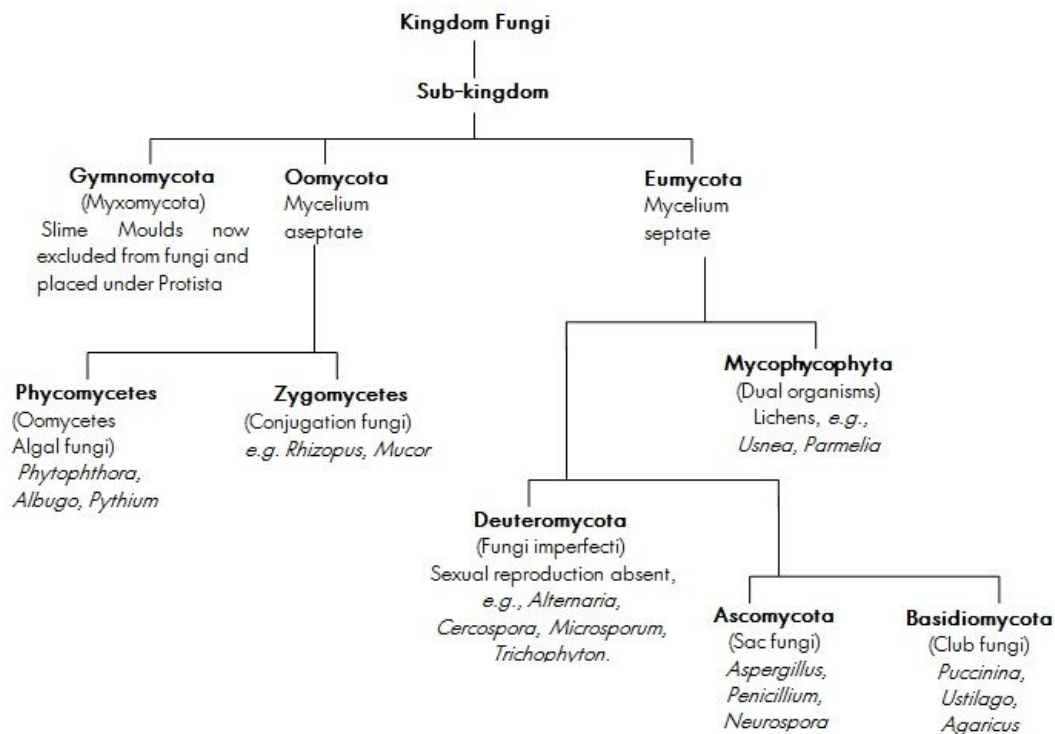 Kingdom Fungi
Sub-kingdom
Gymnomycota
(Myxomycota)
Slime Moulds now
excluded from fungi and
placed under Protista
Oomycota
Mycelium
aseptate
Eumycota
Mycelium
septate
Phycomycetes
(Oomycetes
Algal fungi)
Phytophthora,
Albugo, Pythium
Zygomycetes
(Conjugation fungi)
e.g. Rhizopus, Mucor
Mycophycophyta
(Dual organisms)
Lichens, e.g.,
Usnea, Parmelia
Deuteromycota
(Fungi imperfecti)
Sexual reproduction absent,
e.g., Alternaria,
Cercospora, Microsporum,
Trichophyton.
Ascomycota
(Sac fungi)
Aspergillus,
Penicillium,
Neurospora
Basidiomycota
(Club fungi)
Puccinina,
Ustilago,
Agaricus